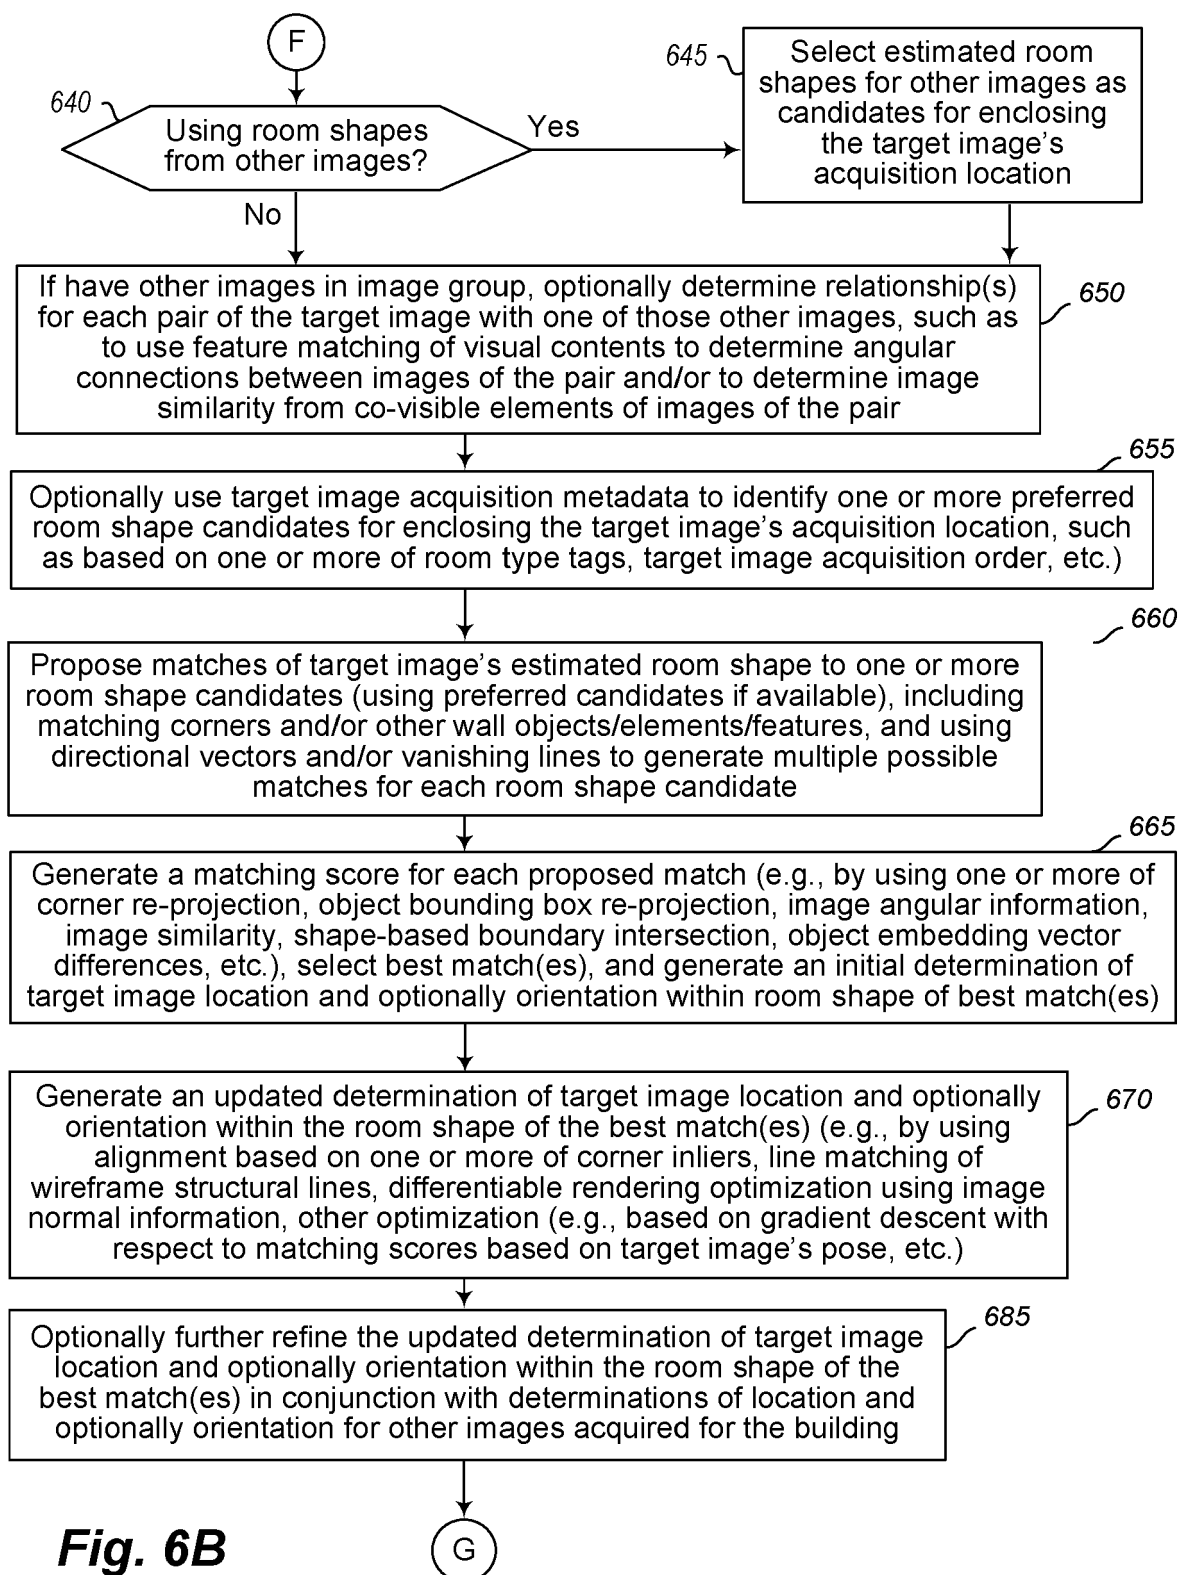 F
640
Using room shapes
from other images?
Yes
No
645
Select estimated room
shapes for other images as
candidates for enclosing
the target image's
acquisition location
If have other images in image group, optionally determine relationship(s)
for each pair of the target image with one of those other images, such as
to use feature matching of visual contents to determine angular
connections between images of the pair and/or to determine image
similarity from co-visible elements of images of the pair
650
655
Optionally use target image acquisition metadata to identify one or more preferred
room shape candidates for enclosing the target image's acquisition location, such
as based on one or more of room type tags, target image acquisition order, etc.)
660
Propose matches of target image's estimated room shape to one or more
room shape candidates (using preferred candidates if available), including
matching corners and/or other wall objects/elements/features, and using
directional vectors and/or vanishing lines to generate multiple possible
matches for each room shape candidate
665
Generate a matching score for each proposed match (e.g., by using one or more of
corner re-projection, object bounding box re-projection, image angular information,
image similarity, shape-based boundary intersection, object embedding vector
differences, etc.), select best match(es), and generate an initial determination of
target image location and optionally orientation within room shape of best match(es)
Generate an updated determination of target image location and optionally
orientation within the room shape of the best match(es) (e.g., by using
alignment based on one or more of corner inliers, line matching of
wireframe structural lines, differentiable rendering optimization using image
normal information, other optimization (e.g., based on gradient descent with
respect to matching scores based on target image's pose, etc.)
670
685
Optionally further refine the updated determination of target image
location and optionally orientation within the room shape of the
best match(es) in conjunction with determinations of location and
optionally orientation for other images acquired for the building
G
Fig. 6B